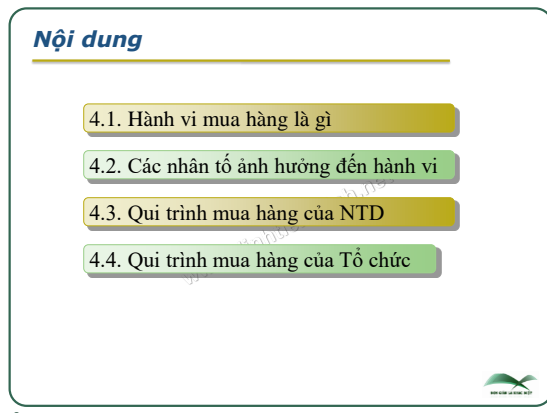 Nội dung
4.1. Hành vi mua hàng là gì
4.2. Các nhân tố ảnh hưởng đến hành vi
4.3. Qui trình mua hàng của NTD
4.4. Qui trình mua hàng của Tổ chức